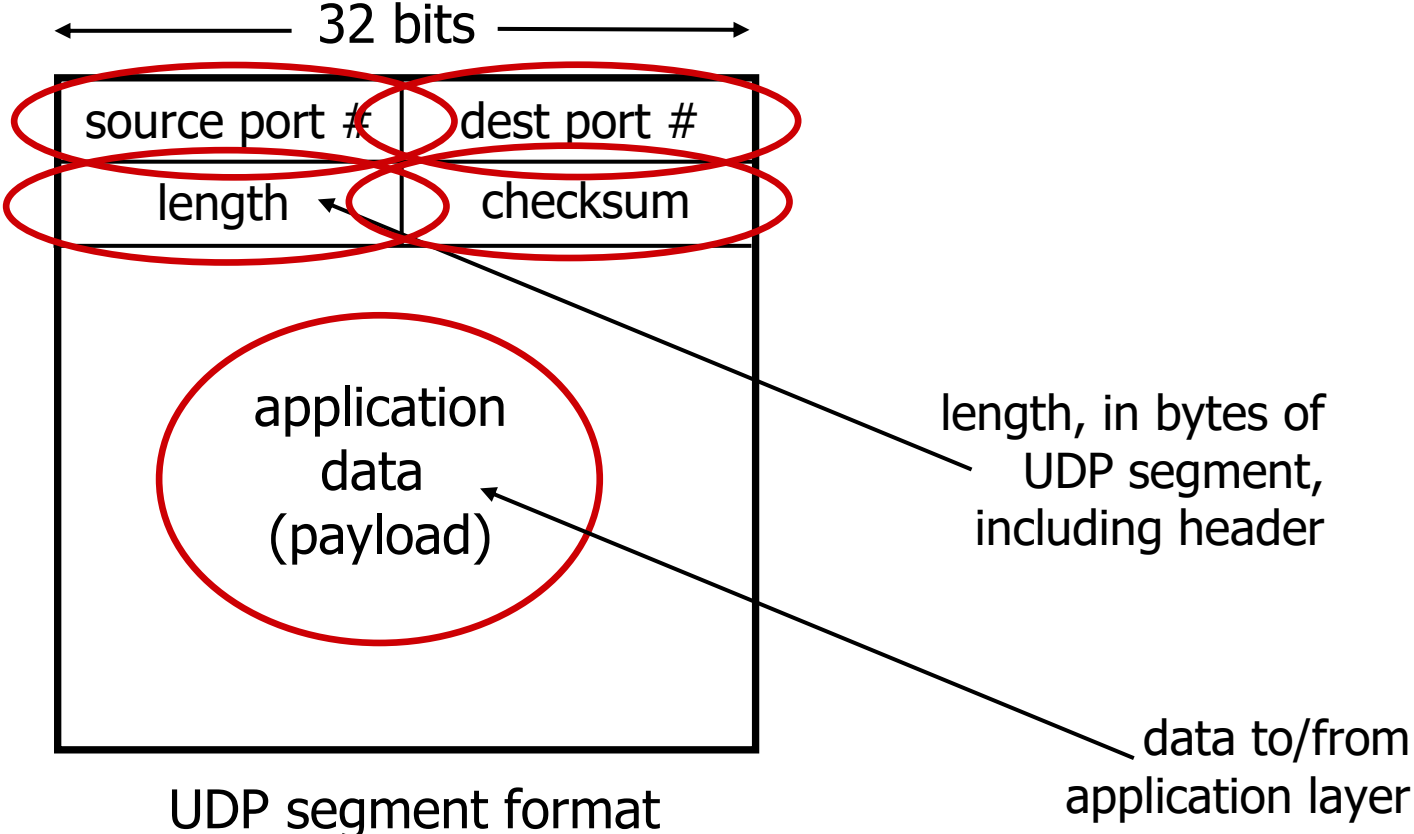 32 bits
source port #
dest port #
length
checksum
application
data
(payload)
length, in bytes of
UDP segment,
including header
data to/from
application layer
UDP segment format